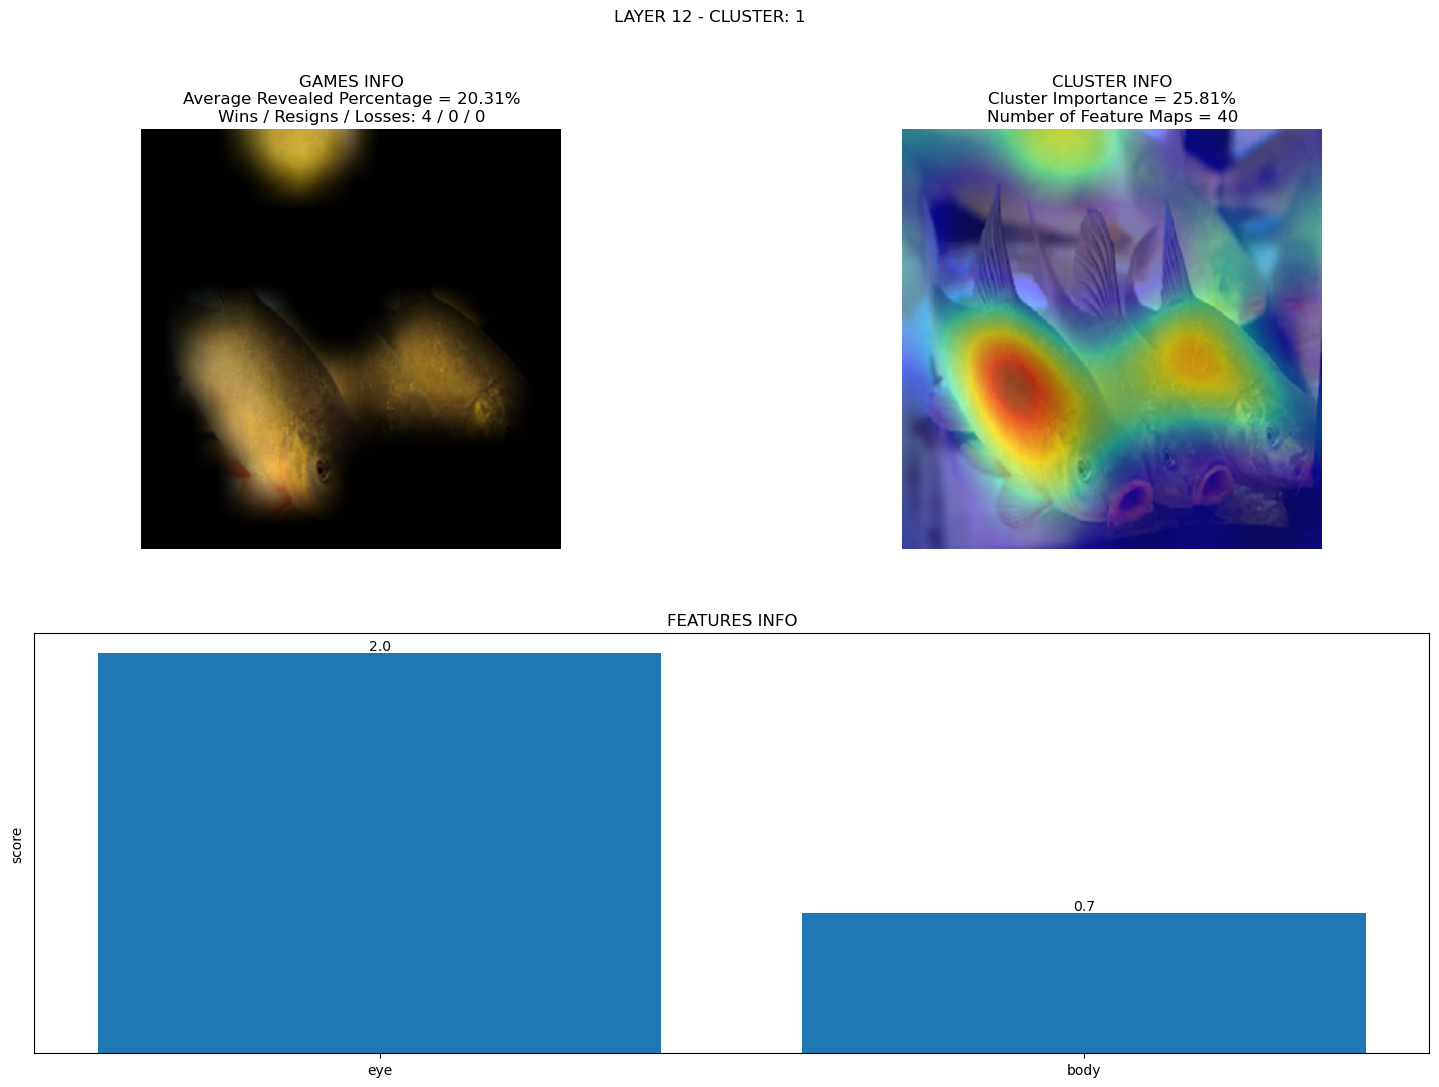 LAYER 12 - CLUSTER: 1
GAMES INFO
Average Revealed Percentage = 20.31%
Wins / Resigns / Losses: 4 / 0 / 0
CLUSTER INFO
Cluster Importance = 25.81%
Number of Feature Maps = 40
FEATURES INFO
score
2.0
0.7
eye
body